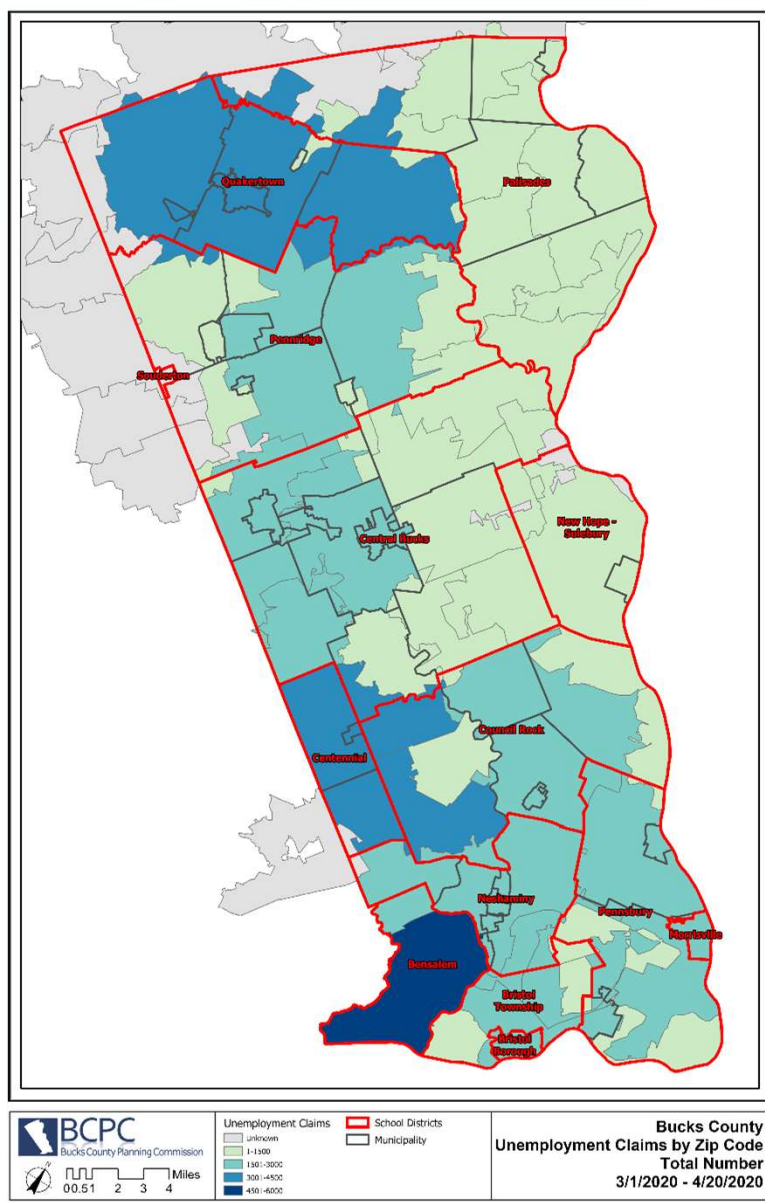 Quakertown
Palisades
Pennridge
Souderton
Central Bucks
New Hope -
Solebury
Council Rock
Centennial
Neshaminy
Pennsbury
Morrisville
Bensalem
Bristol
Township
Bristol
Borough
BCPC
Bucks County Planning Commission
0 0.5 1 2 3 4 Miles
Unemployment Claims
Unknown
1-1500
1501-3000
3001-4500
4501-6000
School Districts
Municipality
Bucks County
Unemployment Claims by Zip Code
Total Number
3/1/2020 - 4/20/2020